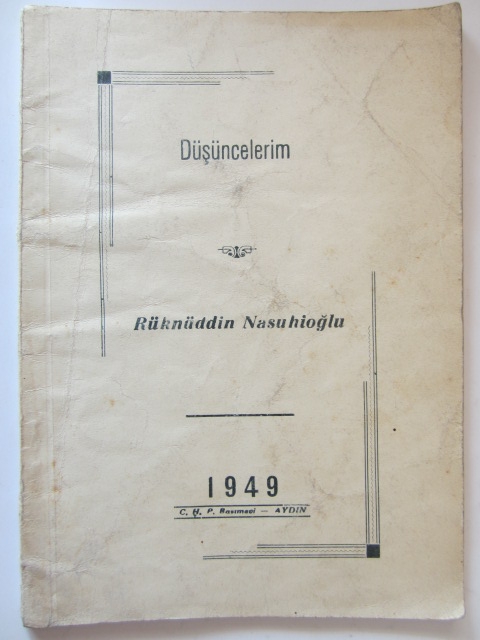 Düşüncelerim
Rüknüddin Nasuhioğlu
1949
C. H. P. Basımevi — AYDIN